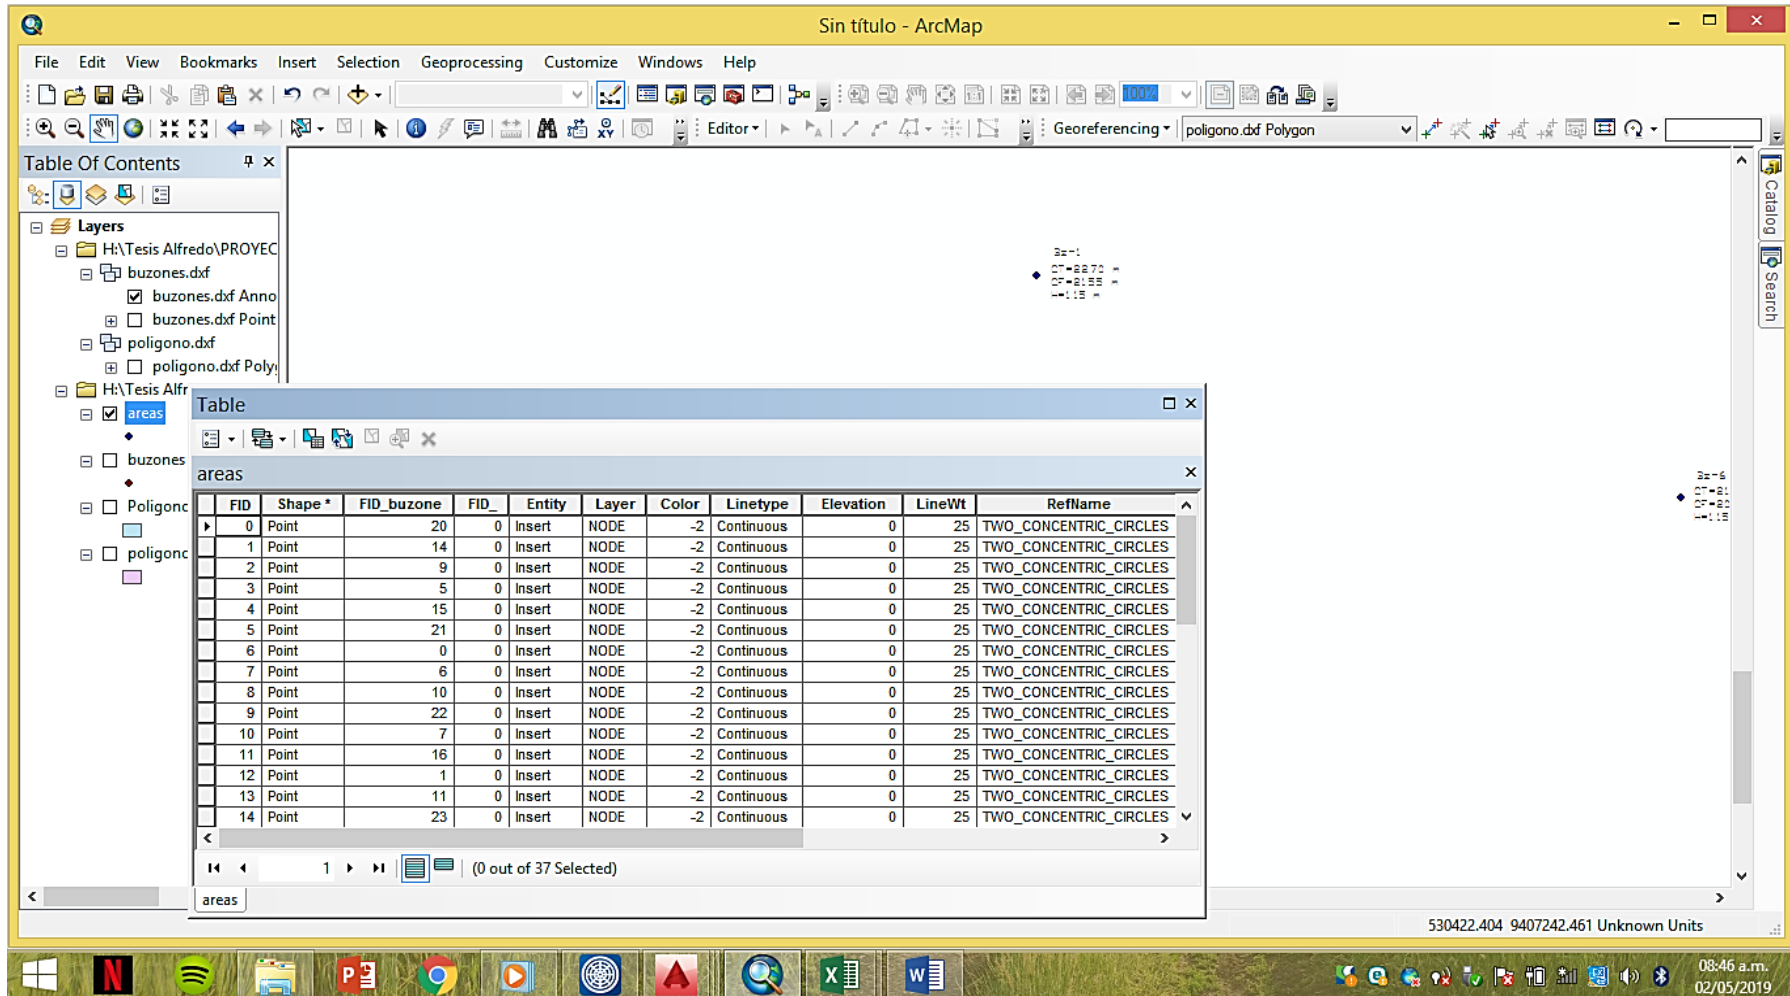 Sin título - ArcMap
File Edit View Bookmarks Insert Selection Geoprocessing Customize Windows Help
100%
Editor Georeferencing poligono.dxf Polygon
Table Of Contents
Layers
H:\Tesis Alfredo\PROYEC
buzones.dxf
buzones.dxf Anno
buzones.dxf Point
poligono.dxf
poligono.dxf Poly
H:\Tesis Alfr
areas
buzones
Poligonc
poligonc
Catalog
Search
Bz-1
CT=2270 m
CF=2155 m
H=115 m
Bz-6
Table
areas
FID Shape * FID_buzone FID_ Entity Layer Color Linetype Elevation LineWt RefName
0 Point 20 0 Insert NODE -2 Continuous 0 25 TWO_CONCENTRIC_CIRCLES
1 Point 14 0 Insert NODE -2 Continuous 0 25 TWO_CONCENTRIC_CIRCLES
2 Point 9 0 Insert NODE -2 Continuous 0 25 TWO_CONCENTRIC_CIRCLES
3 Point 5 0 Insert NODE -2 Continuous 0 25 TWO_CONCENTRIC_CIRCLES
4 Point 15 0 Insert NODE -2 Continuous 0 25 TWO_CONCENTRIC_CIRCLES
5 Point 21 0 Insert NODE -2 Continuous 0 25 TWO_CONCENTRIC_CIRCLES
6 Point 0 0 Insert NODE -2 Continuous 0 25 TWO_CONCENTRIC_CIRCLES
7 Point 6 0 Insert NODE -2 Continuous 0 25 TWO_CONCENTRIC_CIRCLES
8 Point 10 0 Insert NODE -2 Continuous 0 25 TWO_CONCENTRIC_CIRCLES
9 Point 22 0 Insert NODE -2 Continuous 0 25 TWO_CONCENTRIC_CIRCLES
10 Point 7 0 Insert NODE -2 Continuous 0 25 TWO_CONCENTRIC_CIRCLES
11 Point 16 0 Insert NODE -2 Continuous 0 25 TWO_CONCENTRIC_CIRCLES
12 Point 1 0 Insert NODE -2 Continuous 0 25 TWO_CONCENTRIC_CIRCLES
13 Point 11 0 Insert NODE -2 Continuous 0 25 TWO_CONCENTRIC_CIRCLES
14 Point 23 0 Insert NODE -2 Continuous 0 25 TWO_CONCENTRIC_CIRCLES
1 (0 out of 37 Selected)
areas
530422.404 9407242.461 Unknown Units
08:46 a.m.
02/05/2019